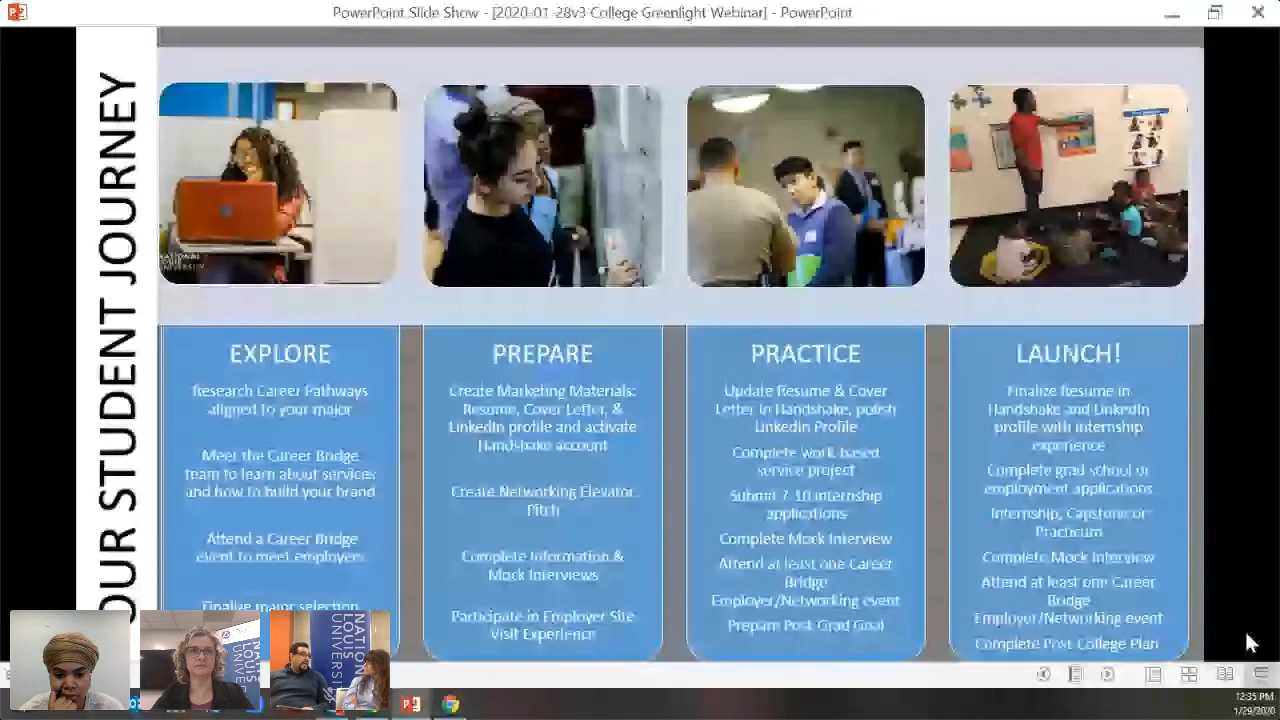 PowerPoint Slide Show - [2020-01-28v3 College Greenlight Webinar] - PowerPoint
OUR STUDENT JOURNEY
EXPLORE
Research Career Pathways
aligned to your major
Meet the Career Bridge
team to learn about services
and how to build your brand
Attend a Career Bridge
event to meet employers
Finalize major selection
PREPARE
Create Marketing Materials:
Resume, Cover Letter, &
LinkedIn profile and activate
Handshake account
Create Networking Elevator
Pitch
Complete Information &
Mock Interviews
Participate in Employer Site
Visit Experience
PRACTICE
Update Resume & Cover
Letter in Handshake, polish
LinkedIn Profile
Complete work based
service project
Submit 7-10 internship
applications
Complete Mock Interview
Attend at least one Career
Bridge
Employer/Networking event
Prepare Post-Grad Goal
LAUNCH!
Finalize Resume in
Handshake and LinkedIn
profile with internship
experience
Complete grad school or
employment applications
Internship, Capstone or
Practicum
Complete Mock Interview
Attend at least one Career
Bridge
Employer/Networking event
Complete Post-College Plan
NATIONAL
LOUIS
UNIVERSITY
12:35 PM
1/29/2020